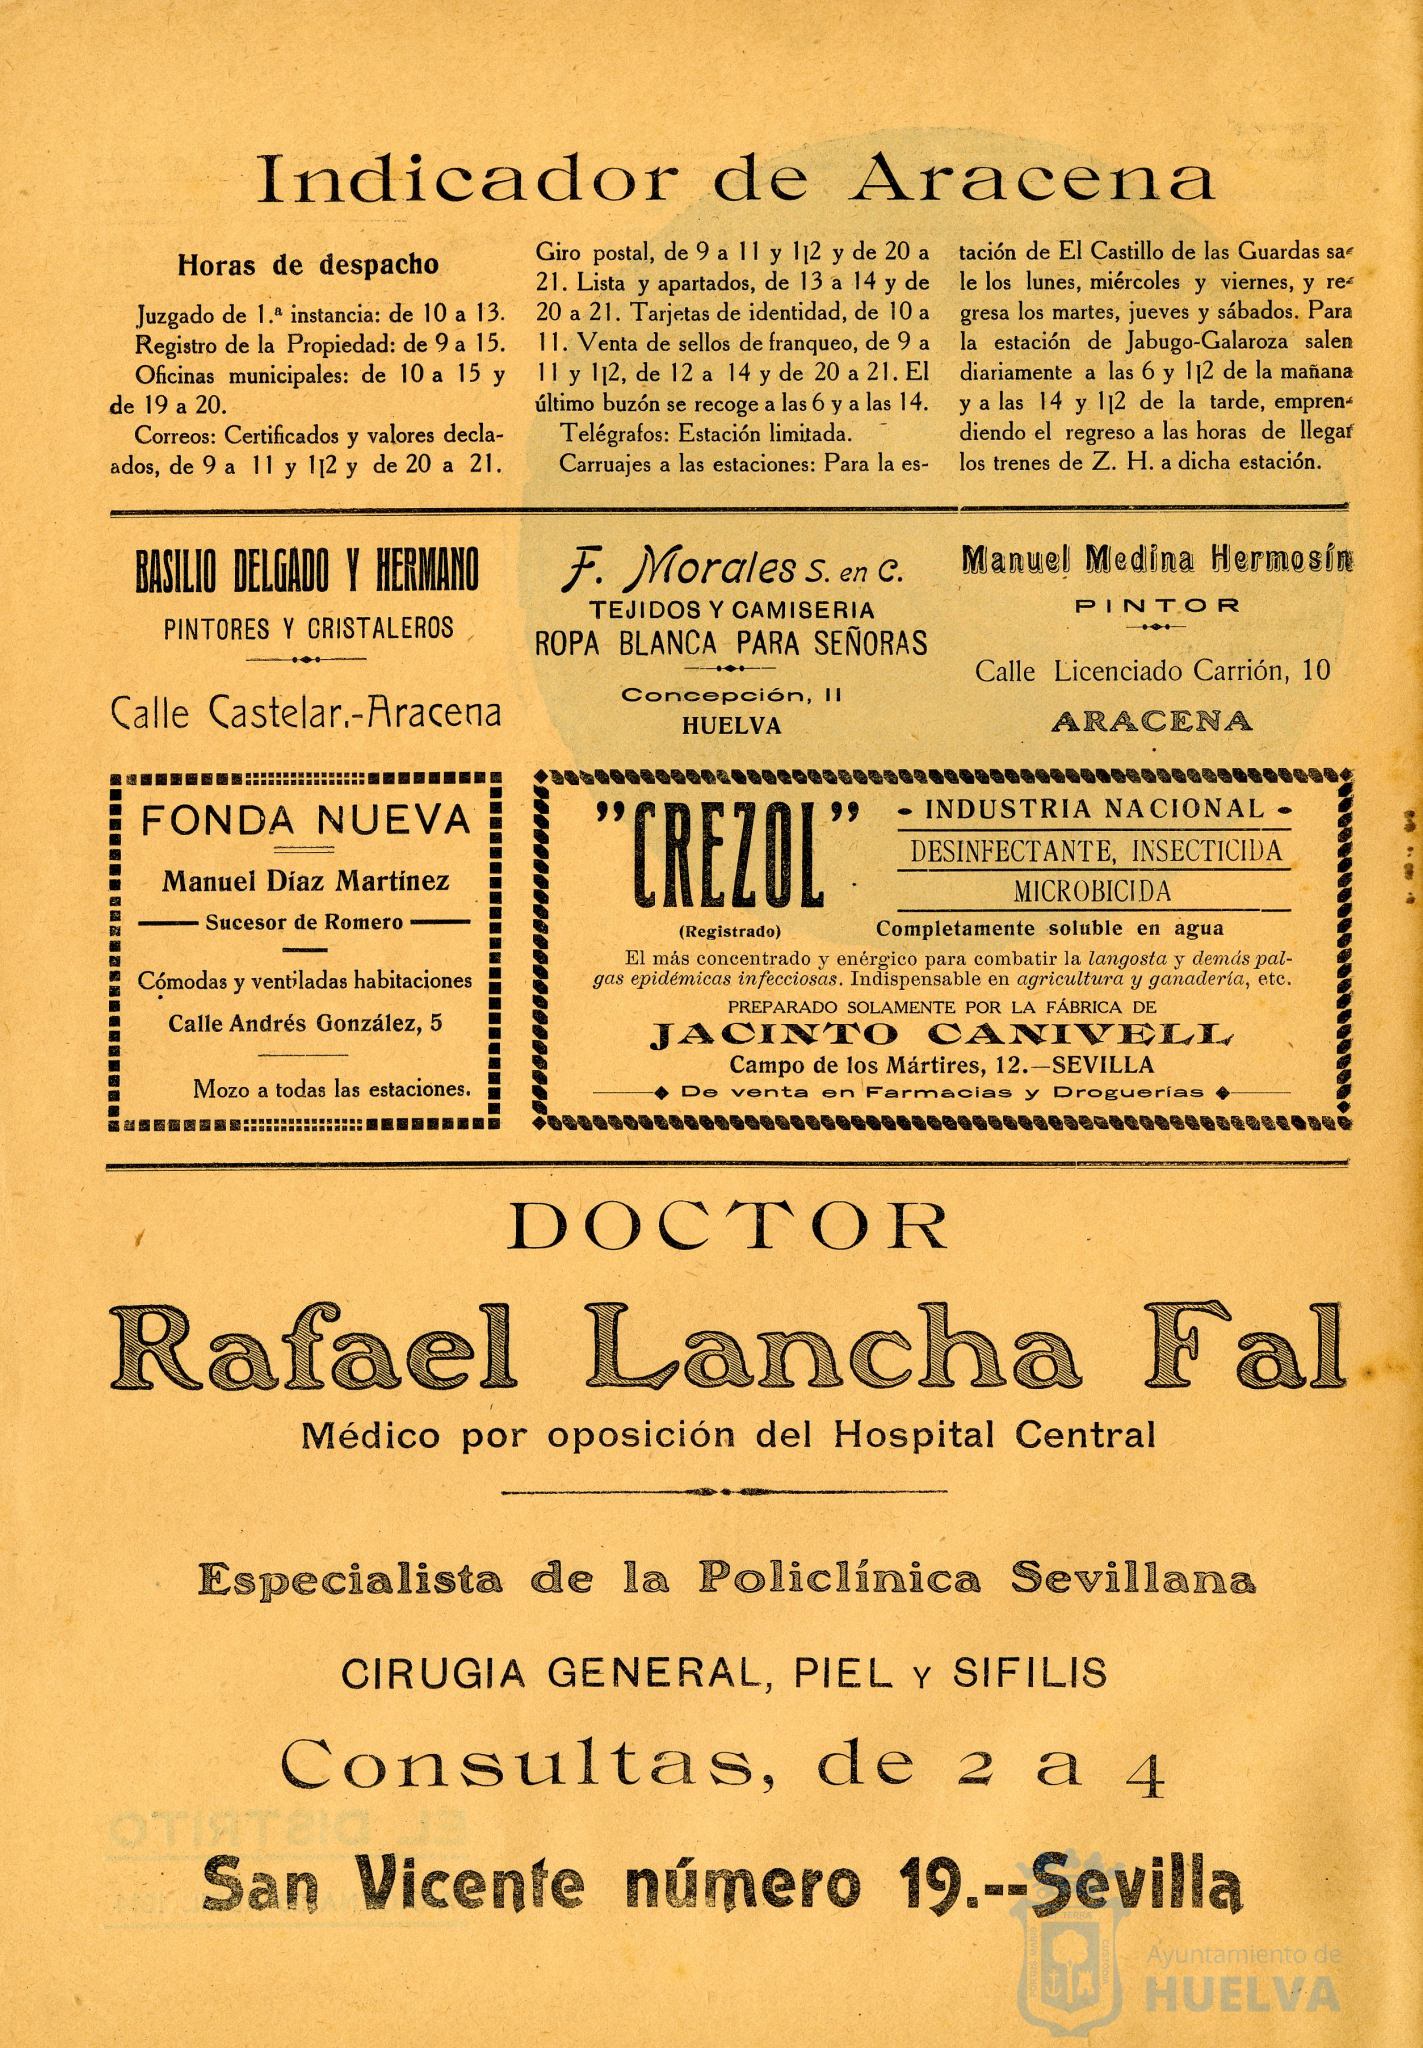 Indicador de Aracena
Horas de despacho
Juzgado de 1.ª instancia: de 10 a 13.
Registro de la Propiedad: de 9 a 15.
Oficinas municipales: de 10 a 15 y
de 19 a 20.
Correos: Certificados y valores decla-
ados, de 9 a 11 y 1|2 y de 20 a 21.
Giro postal, de 9 a 11 y 1|2 y de 20 a
21. Lista y apartados, de 13 a 14 y de
20 a 21. Tarjetas de identidad, de 10 a
11. Venta de sellos de franqueo, de 9 a
11 y 1|2, de 12 a 14 y de 20 a 21. El
último buzón se recoge a las 6 y a las 14.
Telégrafos: Estación limitada.
Carruajes a las estaciones: Para la es-
tación de El Castillo de las Guardas sa-
le los lunes, miércoles y viernes, y re-
gresa los martes, jueves y sábados. Para
la estación de Jabugo-Galaroza salen
diariamente a las 6 y 1|2 de la mañana
y a las 14 y 1|2 de la tarde, empren-
diendo el regreso a las horas de llegar
los trenes de Z. H. a dicha estación.
BASILIO DELGADO Y HERMANO
PINTORES Y CRISTALEROS
Calle Castelar.-Aracena
F. Morales S. en C.
TEJIDOS Y CAMISERIA
ROPA BLANCA PARA SEÑORAS
Concepción, 11
HUELVA
Manuel Medina Hermosín
PINTOR
Calle Licenciado Carrión, 10
ARACENA
FONDA NUEVA
Manuel Díaz Martínez
Sucesor de Romero
Cómodas y ventiladas habitaciones
Calle Andrés González, 5
Mozo a todas las estaciones.
"CREZOL"
(Registrado)
- INDUSTRIA NACIONAL -
DESINFECTANTE, INSECTICIDA
MICROBICIDA
Completamente soluble en agua
El más concentrado y enérgico para combatir la langosta y demás pal-
gas epidémicas infecciosas. Indispensable en agricultura y ganadería, etc.
PREPARADO SOLAMENTE POR LA FÁBRICA DE
JACINTO CANIVELL
Campo de los Mártires, 12.—SEVILLA
De venta en Farmacias y Droguerías
DOCTOR
Rafael Lancha Fal
Médico por oposición del Hospital Central
Especialista de la Policlínica Sevillana
CIRUGIA GENERAL, PIEL Y SIFILIS
Consultas, de 2 a 4
San Vicente número 19.--Sevilla
Ayuntamiento de
HUELVA